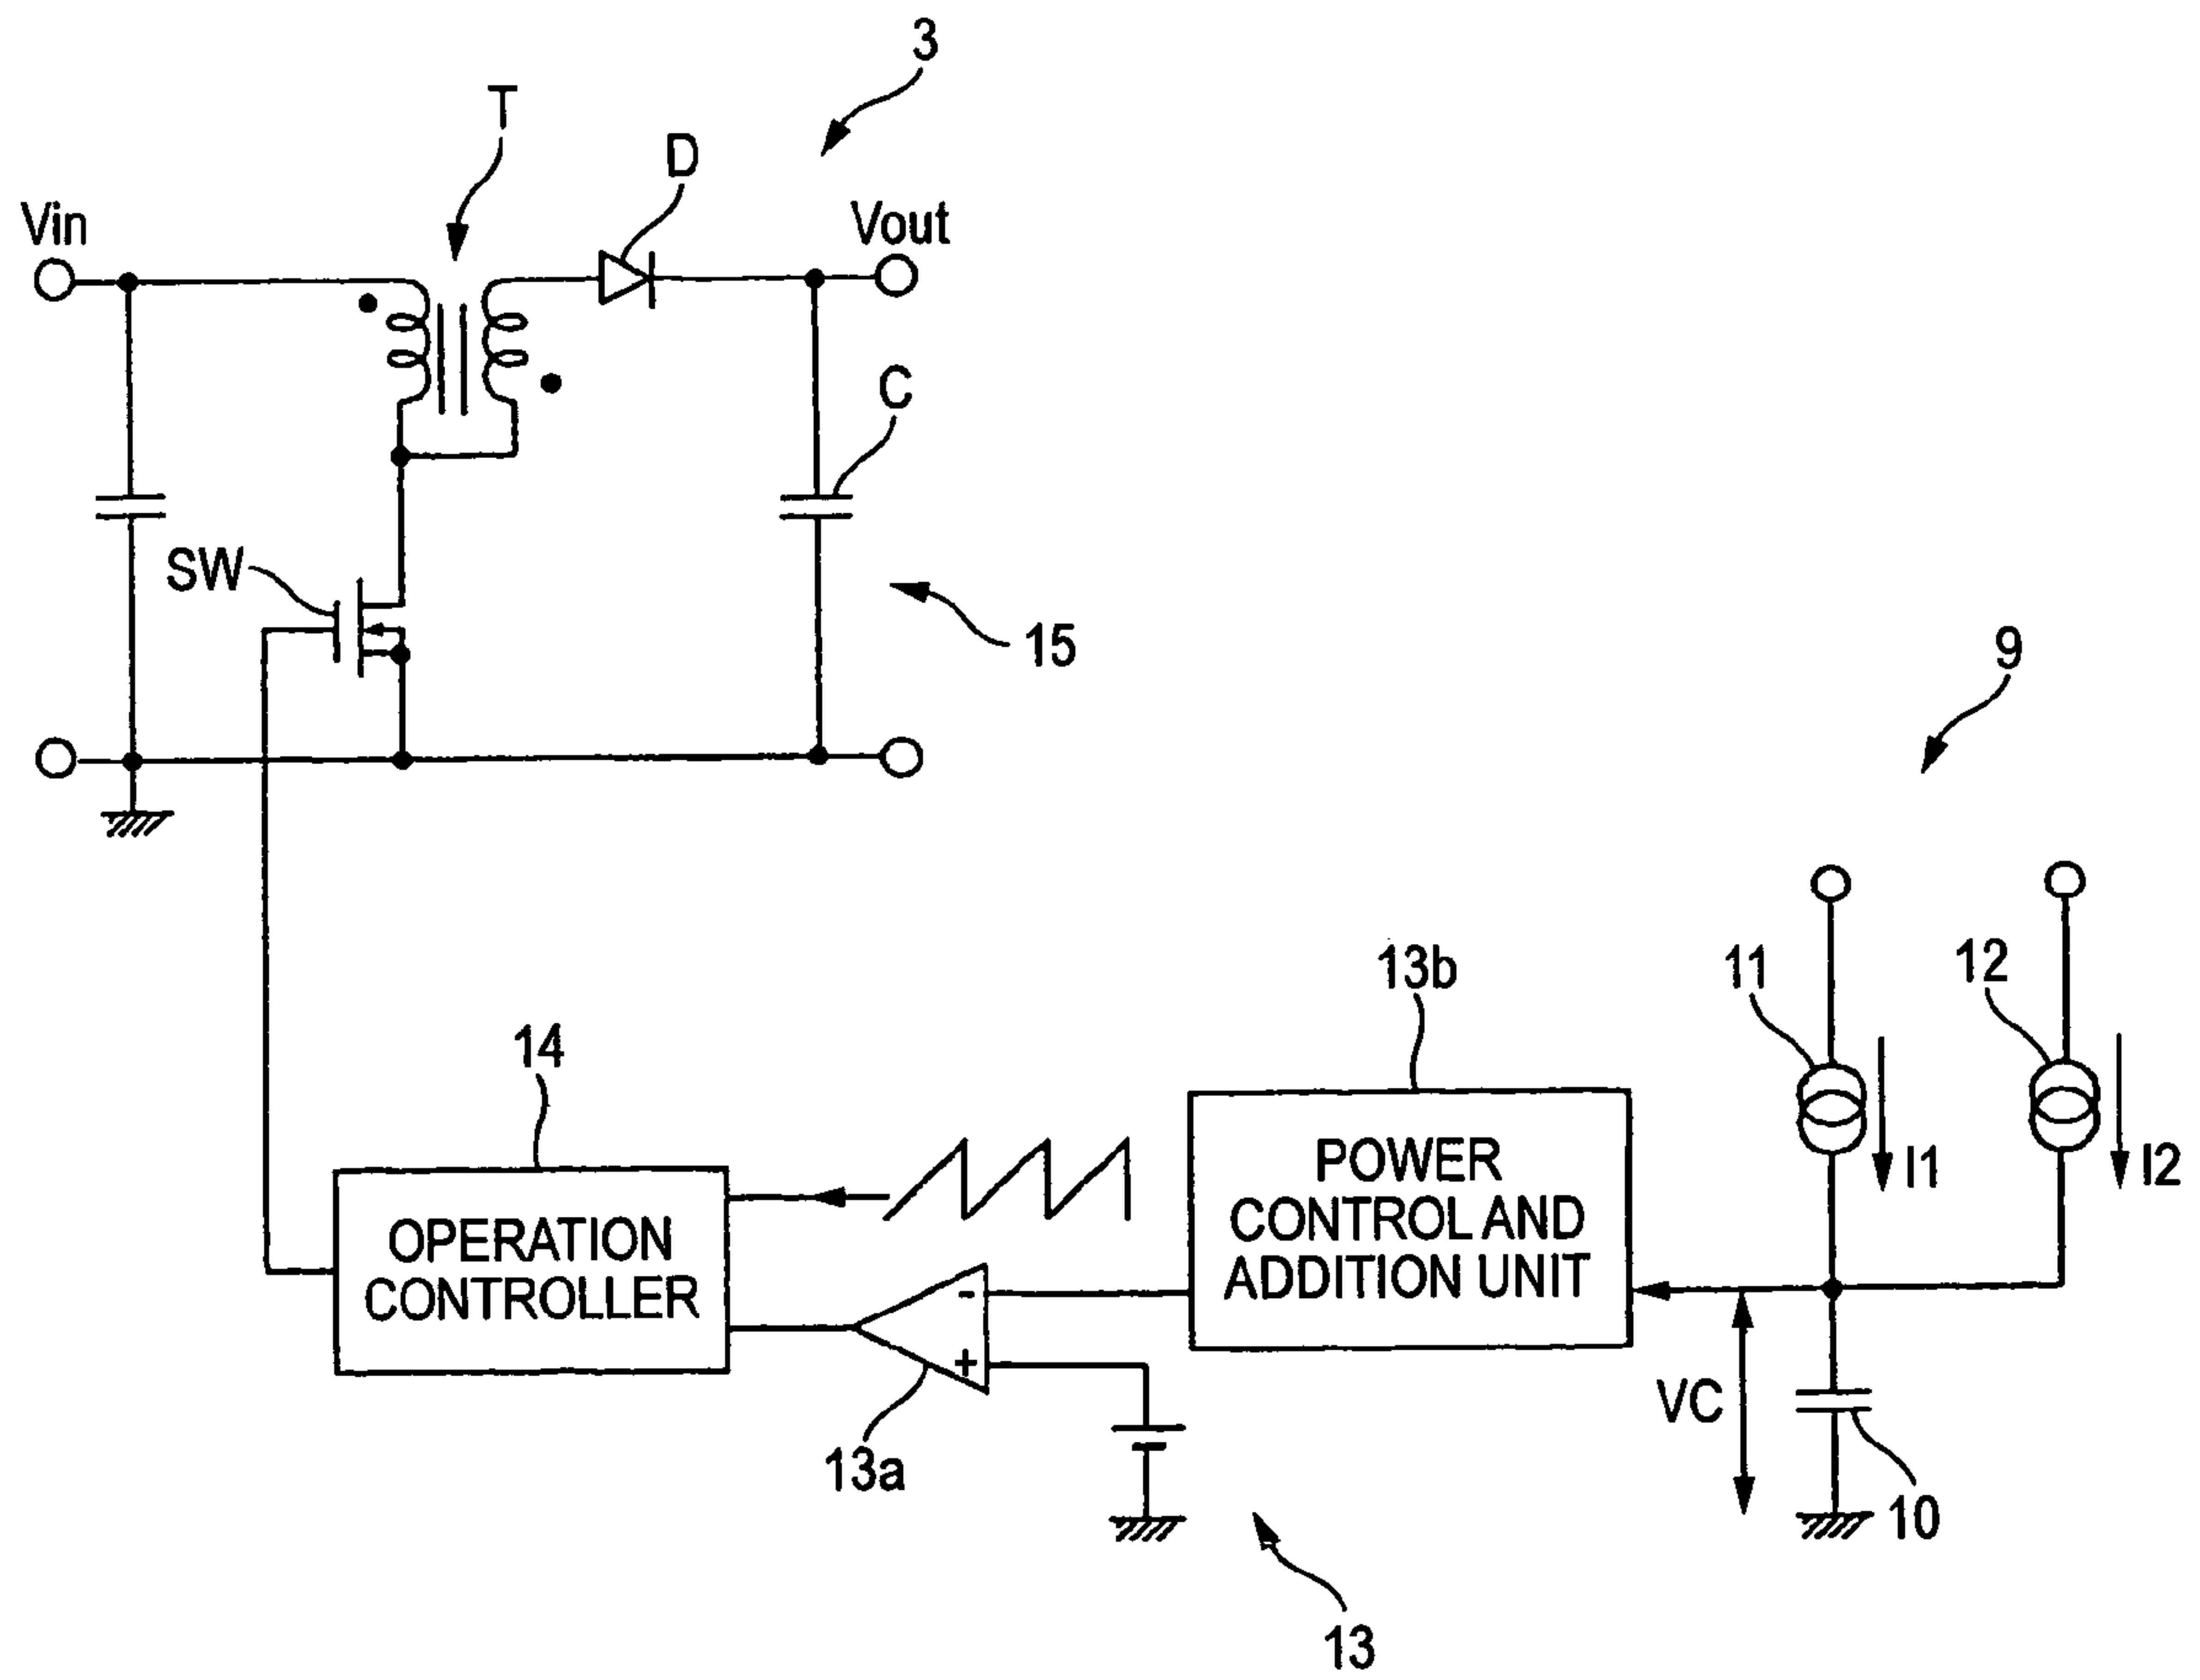 3
T
D
Vin
Vout
C
SW
15
9
11
12
13b
14
I1
I2
POWER
CONTROL AND
ADDITION UNIT
OPERATION
CONTROLLER
-
+
VC
13a
10
13